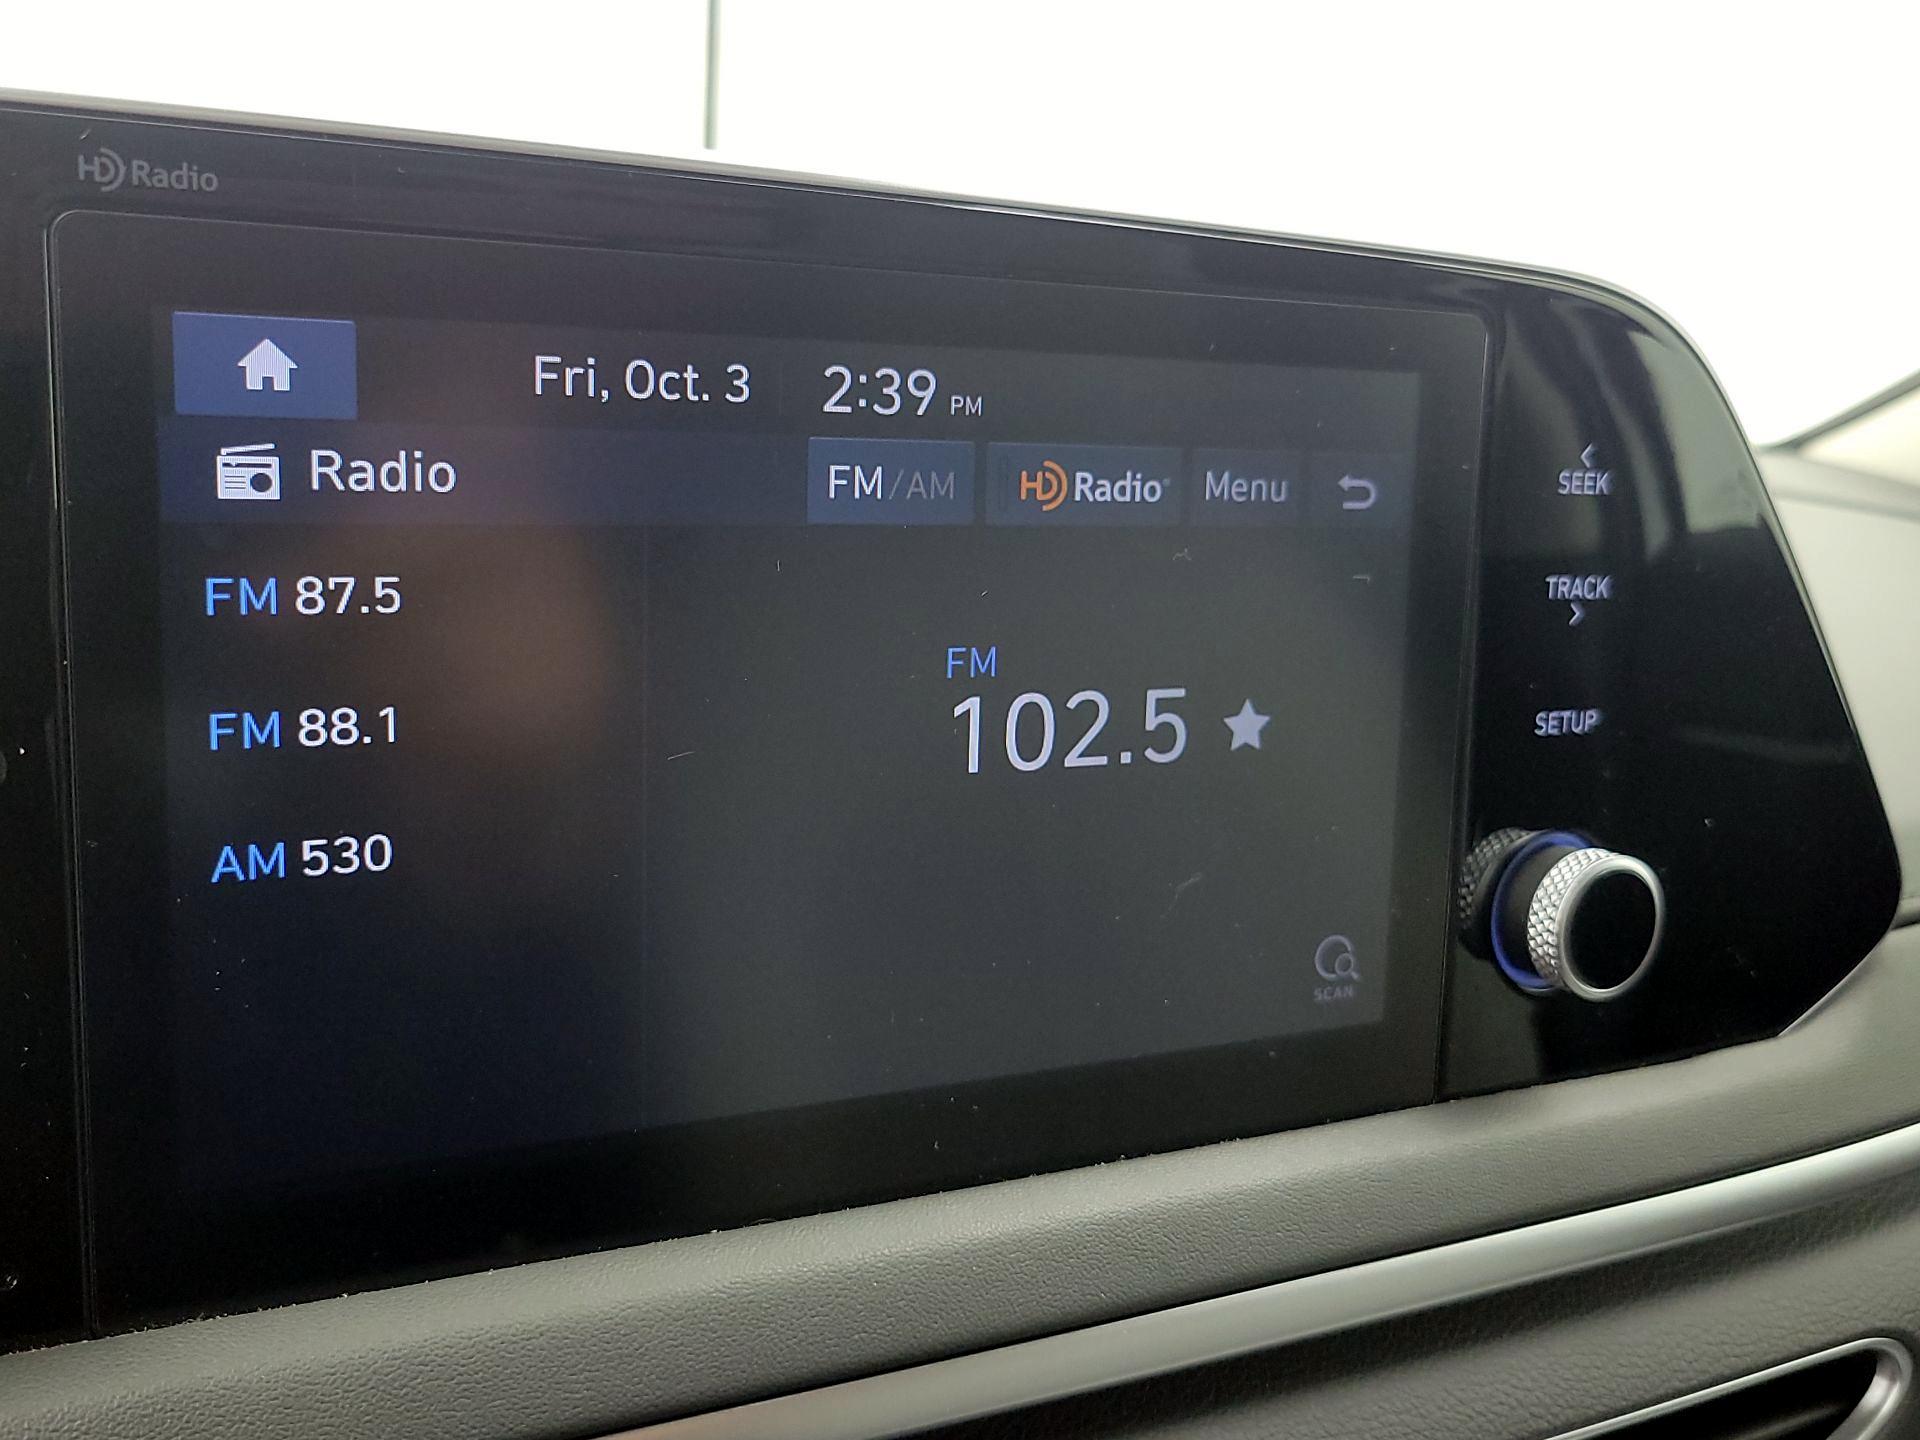 HD Radio
Fri, Oct. 3 2:39 PM
Radio FM/AM HD Radio® Menu
SEEK
FM 87.5
TRACK
FM
FM 88.1 102.5
SETUP
AM 530
SCAN